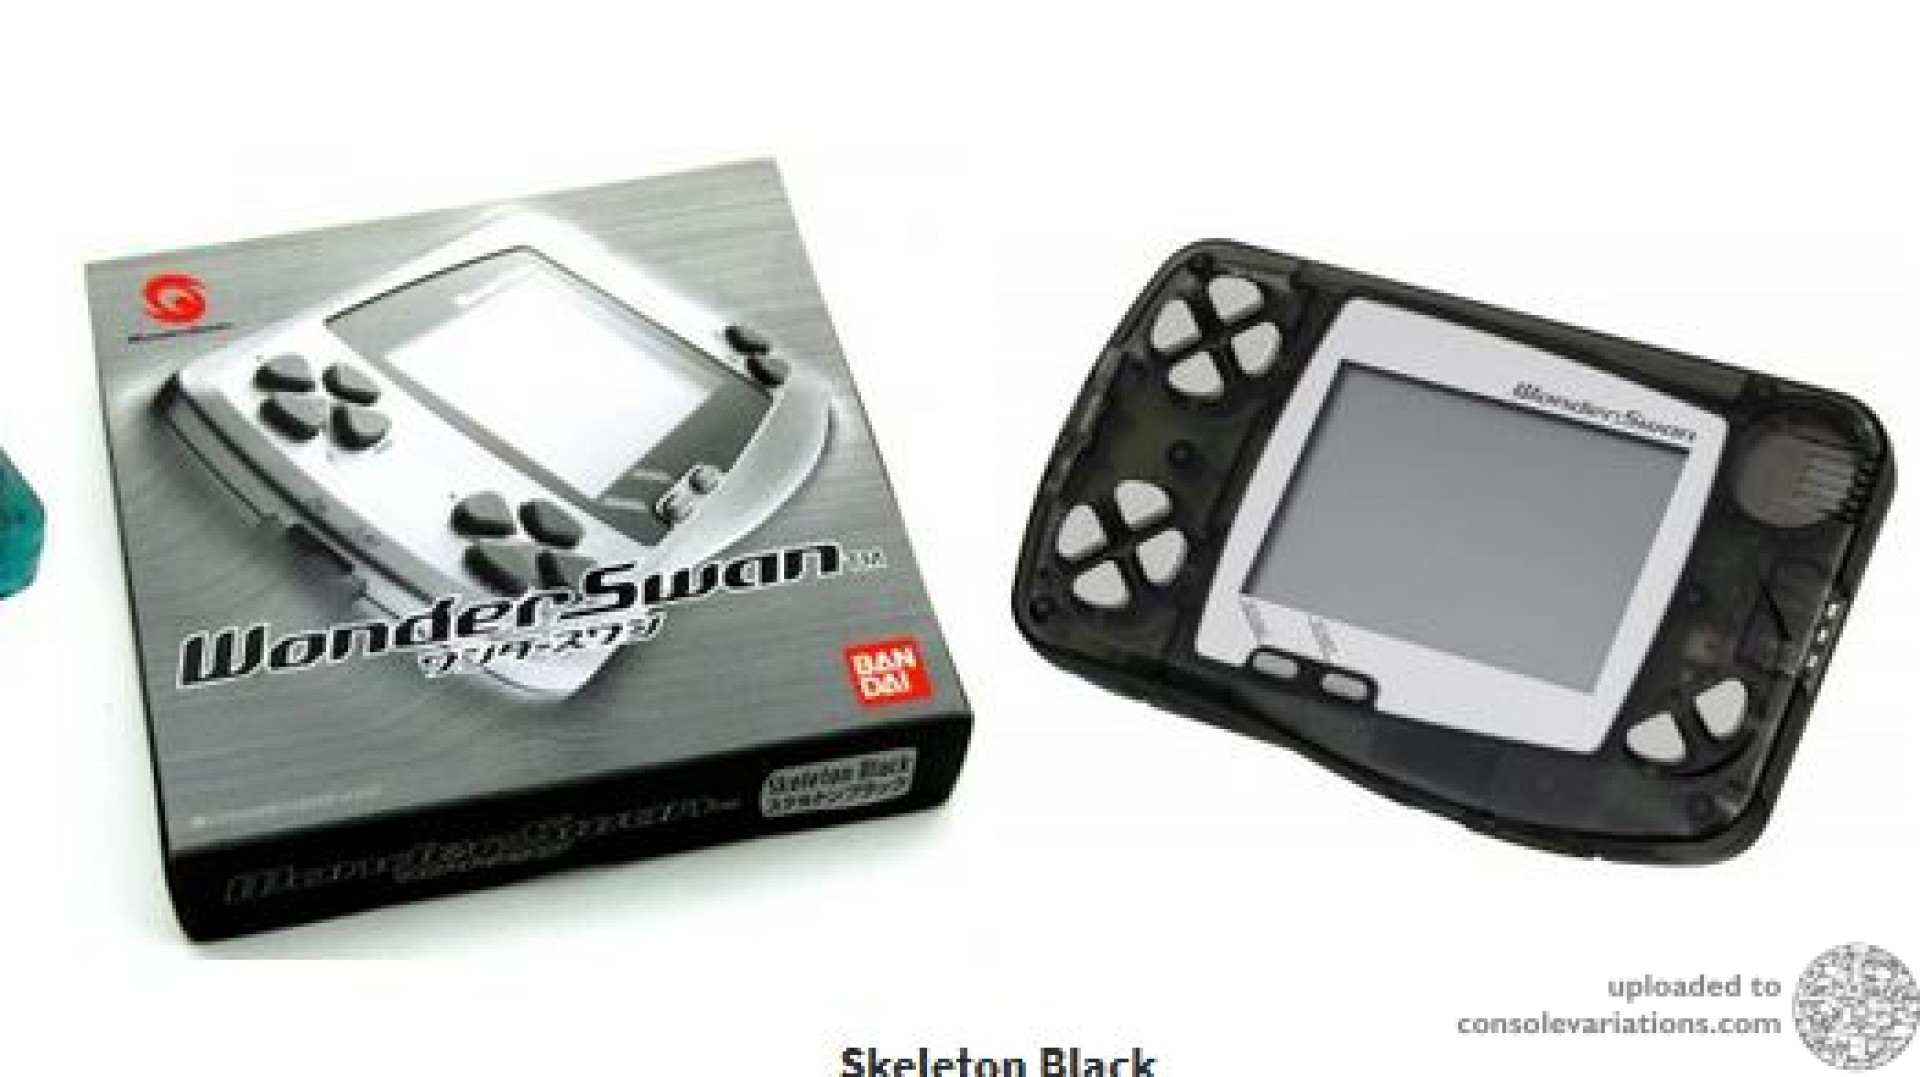 WonderSwan™
ワンダースワン
BAN
DAI
Skeleton Black
スケルトンブラック
WonderSwan
WonderSwan
uploaded to
consolevariations.com
Skeleton Black